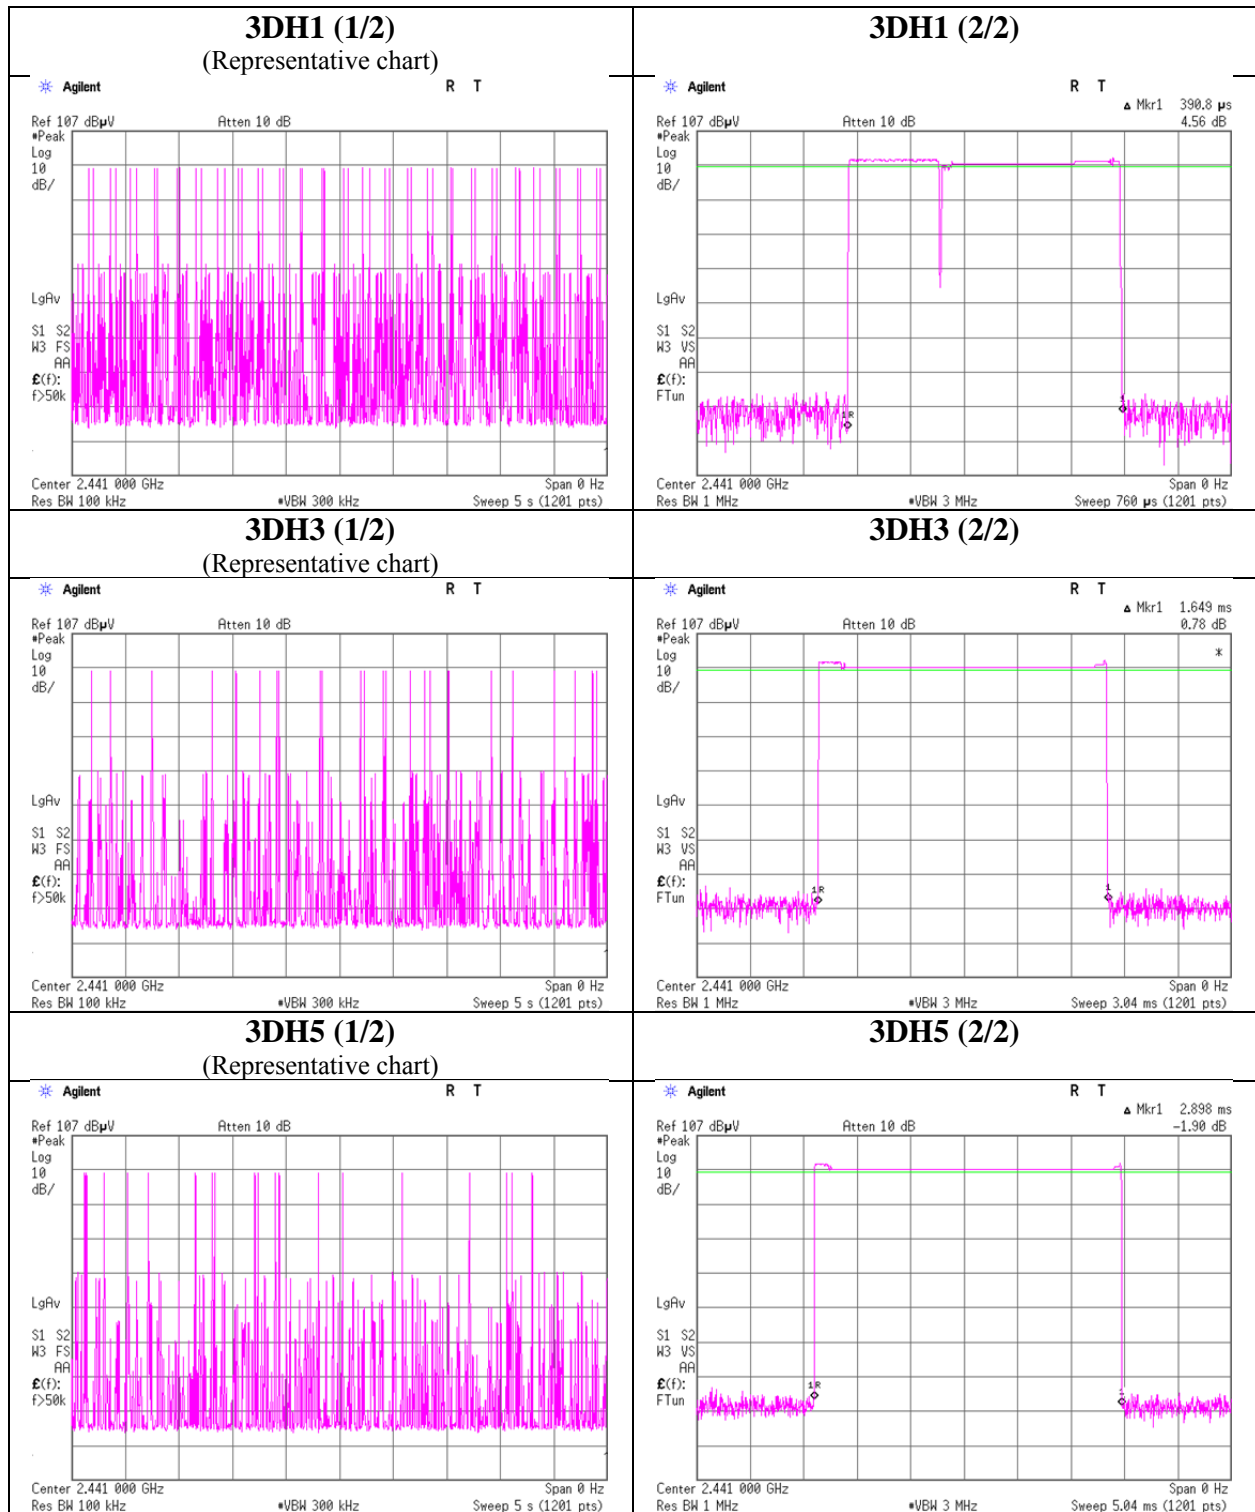 3DH1 (1/2)
(Representative chart)
3DH1 (2/2)
Agilent R T
Ref 107 dBµV Atten 10 dB
#Peak
Log
10
dB/
LgAv
S1 S2
W3 FS
AA
£(f):
f>50k
Center 2.441 000 GHz Span 0 Hz
Res BW 100 kHz #VBW 300 kHz Sweep 5 s (1201 pts)
Agilent R T
Δ Mkr1 390.8 µs
Ref 107 dBµV Atten 10 dB 4.56 dB
#Peak
Log
10
dB/
1R
1
LgAv
S1 S2
W3 VS
AA
£(f):
FTun
Center 2.441 000 GHz Span 0 Hz
Res BW 1 MHz #VBW 3 MHz Sweep 760 µs (1201 pts)
3DH3 (1/2)
(Representative chart)
3DH3 (2/2)
Agilent R T
Ref 107 dBµV Atten 10 dB
#Peak
Log
10
dB/
LgAv
S1 S2
W3 FS
AA
£(f):
f>50k
Center 2.441 000 GHz Span 0 Hz
Res BW 100 kHz #VBW 300 kHz Sweep 5 s (1201 pts)
Agilent R T
Δ Mkr1 1.649 ms
Ref 107 dBµV Atten 10 dB 0.78 dB
#Peak
Log
10
dB/
*
1R
1
LgAv
S1 S2
W3 VS
AA
£(f):
FTun
Center 2.441 000 GHz Span 0 Hz
Res BW 1 MHz #VBW 3 MHz Sweep 3.04 ms (1201 pts)
3DH5 (1/2)
(Representative chart)
3DH5 (2/2)
Agilent R T
Ref 107 dBµV Atten 10 dB
#Peak
Log
10
dB/
LgAv
S1 S2
W3 FS
AA
£(f):
f>50k
Center 2.441 000 GHz Span 0 Hz
Res BW 100 kHz #VBW 300 kHz Sweep 5 s (1201 pts)
Agilent R T
Δ Mkr1 2.898 ms
Ref 107 dBµV Atten 10 dB -1.90 dB
#Peak
Log
10
dB/
1R
1
LgAv
S1 S2
W3 VS
AA
£(f):
FTun
Center 2.441 000 GHz Span 0 Hz
Res BW 1 MHz #VBW 3 MHz Sweep 5.04 ms (1201 pts)